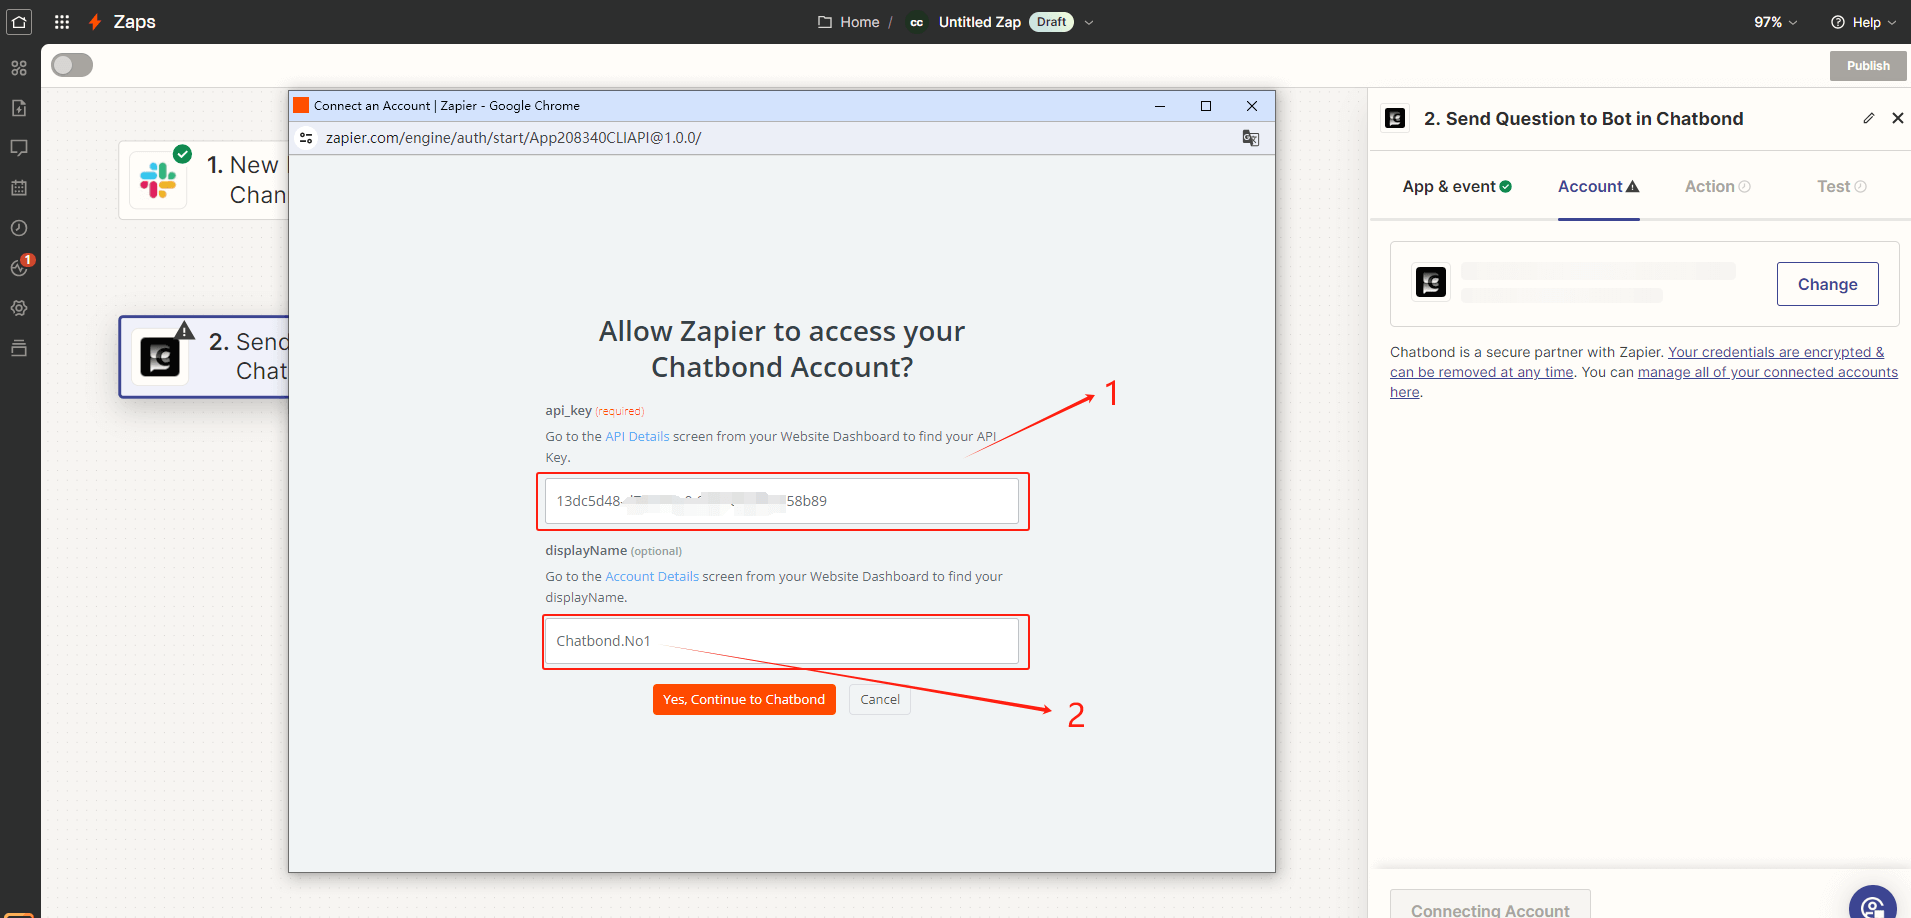 Zaps
Home / cc Untitled Zap Draft
97%
Help
Publish
1
1. New
Chan
2. Send
Chat
Connect an Account | Zapier - Google Chrome
zapier.com/engine/auth/start/App208340CLIAPI@1.0.0/
Allow Zapier to access your
Chatbond Account?
api_key (required)
Go to the API Details screen from your Website Dashboard to find your API
Key.
13dc5d48- 58b89
displayName (optional)
Go to the Account Details screen from your Website Dashboard to find your
displayName.
Chatbond.No1
Yes, Continue to Chatbond
Cancel
1
2
2. Send Question to Bot in Chatbond
App & event
Account
Action
Test
Change
Chatbond is a secure partner with Zapier. Your credentials are encrypted &
can be removed at any time. You can manage all of your connected accounts
here.
Connecting Account